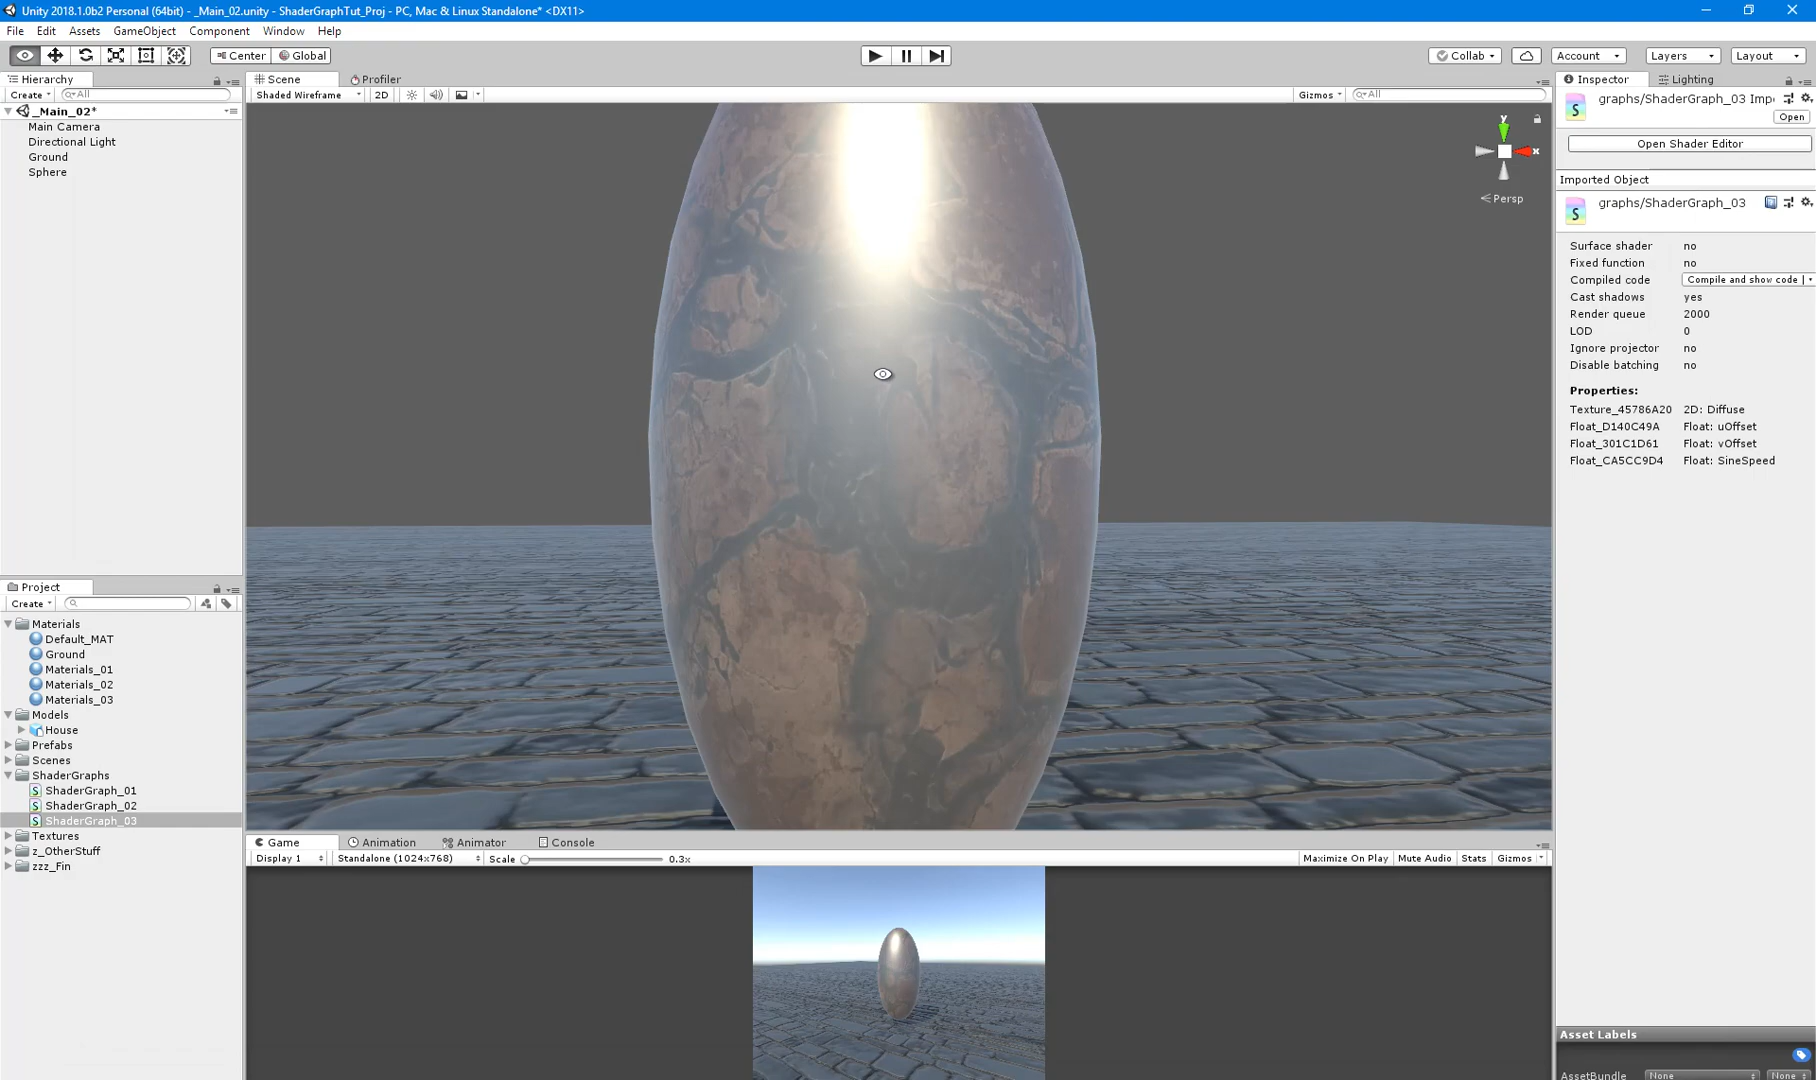 Unity 2018.1.0b2 Personal (64bit) - _Main_02.unity - ShaderGraphTut_Proj - PC, Mac & Linux Standalone* <DX11>
File Edit Assets GameObject Component Window Help
Center Global Collab Account Layers Layout
Hierarchy
Create All
_Main_02*
Main Camera
Directional Light
Ground
Sphere
Scene Profiler
Shaded Wireframe 2D Gizmos All
y
x
Persp
Inspector Lighting
graphs/ShaderGraph_03 Imp
Open
Open Shader Editor
Imported Object
graphs/ShaderGraph_03
Surface shader no
Fixed function no
Compiled code Compile and show code
Cast shadows yes
Render queue 2000
LOD 0
Ignore projector no
Disable batching no
Properties:
Texture_45786A20 2D: Diffuse
Float_D140C49A Float: uOffset
Float_301C1D61 Float: vOffset
Float_CA5CC9D4 Float: SineSpeed
Project
Create
Materials
Default_MAT
Ground
Materials_01
Materials_02
Materials_03
Models
House
Prefabs
Scenes
ShaderGraphs
ShaderGraph_01
ShaderGraph_02
ShaderGraph_03
Textures
z_OtherStuff
zzz_Fin
Game Animation Animator Console
Display 1 Standalone (1024x768) Scale 0.3x Maximize On Play Mute Audio Stats Gizmos
Asset Labels
AssetBundle None None